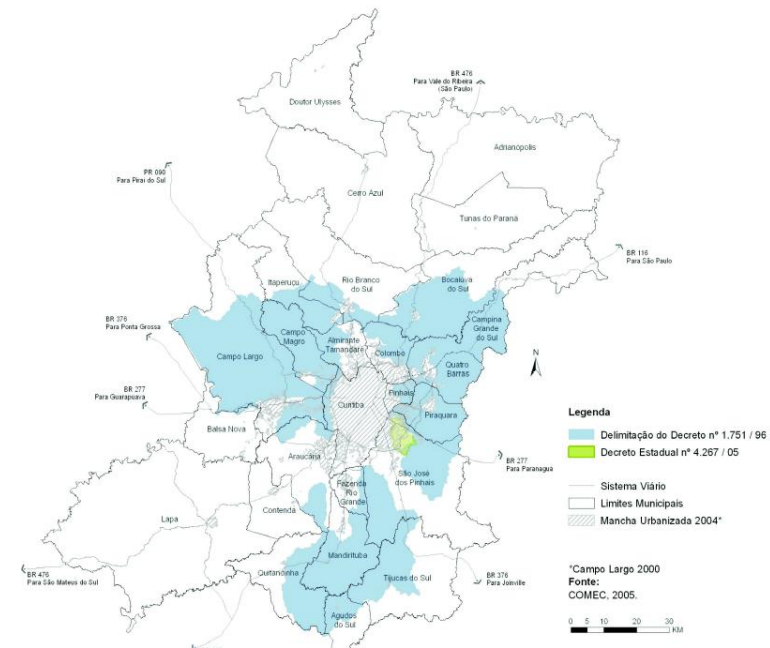 BR 476
Para Vale do Ribeira
(São Paulo)
Doutor Ulysses
Adrianopolis
PR 090
Para Piraí do Sul
Cerro Azul
Tunas do Paraná
BR 116
Para São Paulo
Itaperuçu
Rio Branco
do Sul
Bocaiuva
do Sul
BR 376
Para Ponta Grossa
Campo
Magro
Almirante
Tamandaré
Colombo
Campina
Grande
do Sul
Campo Largo
Quatro
Barras
N
BR 277
Para Guarapuava
Curitiba
Pinhais
Piraquara
Balsa Nova
Araucária
São José
dos Pinhais
BR 277
Para Paranagua
Fazenda
Rio
Grande
Contenda
Lapa
Mandirituba
Quitandinha
Tijucas do Sul
BR 476
Para São Mateus do Sul
BR 376
Para Joinville
Agudos
do Sul
Legenda
Delimitação do Decreto nº 1.751 / 96
Decreto Estadual nº 4.267 / 05
Sistema Viário
Limites Municipais
Mancha Urbanizada 2004*
*Campo Largo 2000
Fonte:
COMEC, 2005.
0 5 10 20 30
KM